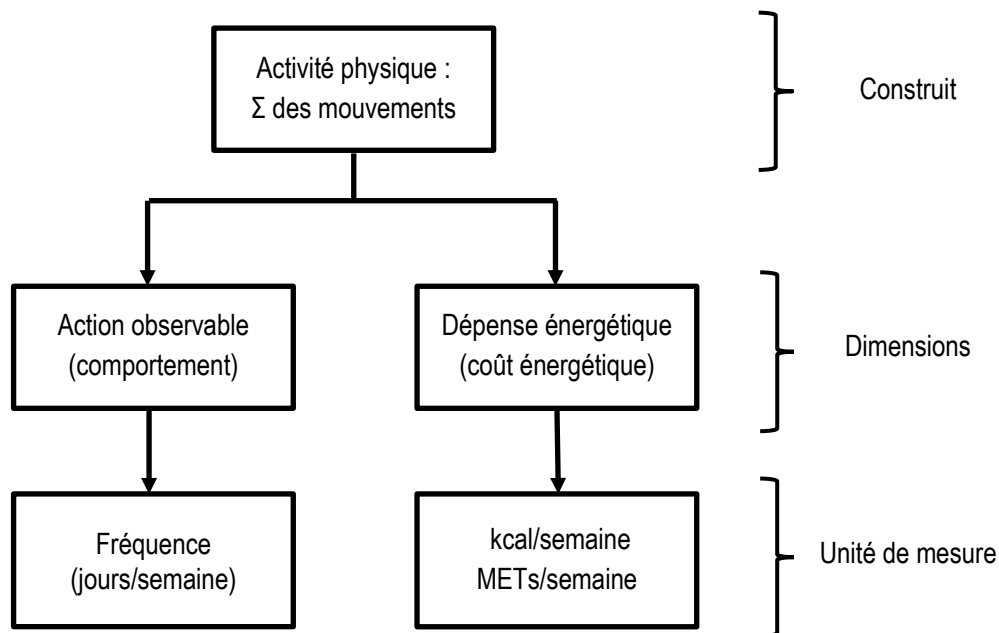 Activité physique :
Σ des mouvements
Construit
Action observable
(comportement)
Dépense énergétique
(coût énergétique)
Dimensions
Fréquence
(jours/semaine)
kcal/semaine
METs/semaine
Unité de mesure